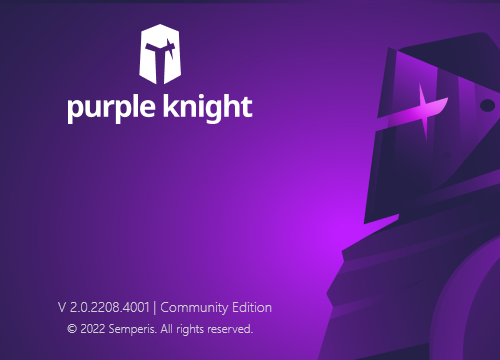 purple knight
V 2.0.2208.4001 | Community Edition
© 2022 Semperis. All rights reserved.